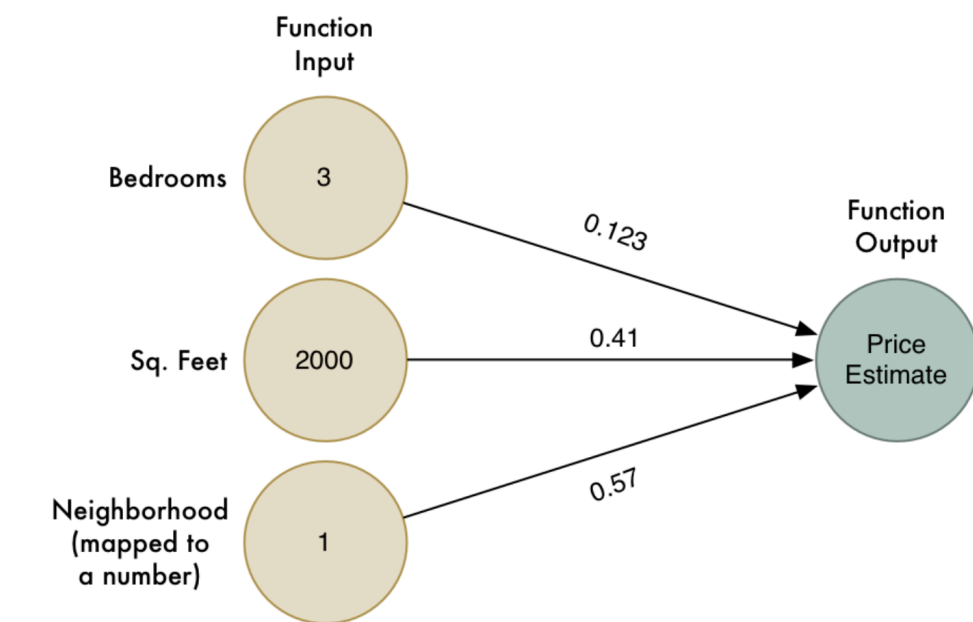 Function
Input
Bedrooms
3
0.123
Function
Output
Sq. Feet
2000
0.41
Price
Estimate
Neighborhood
(mapped to
a number)
1
0.57